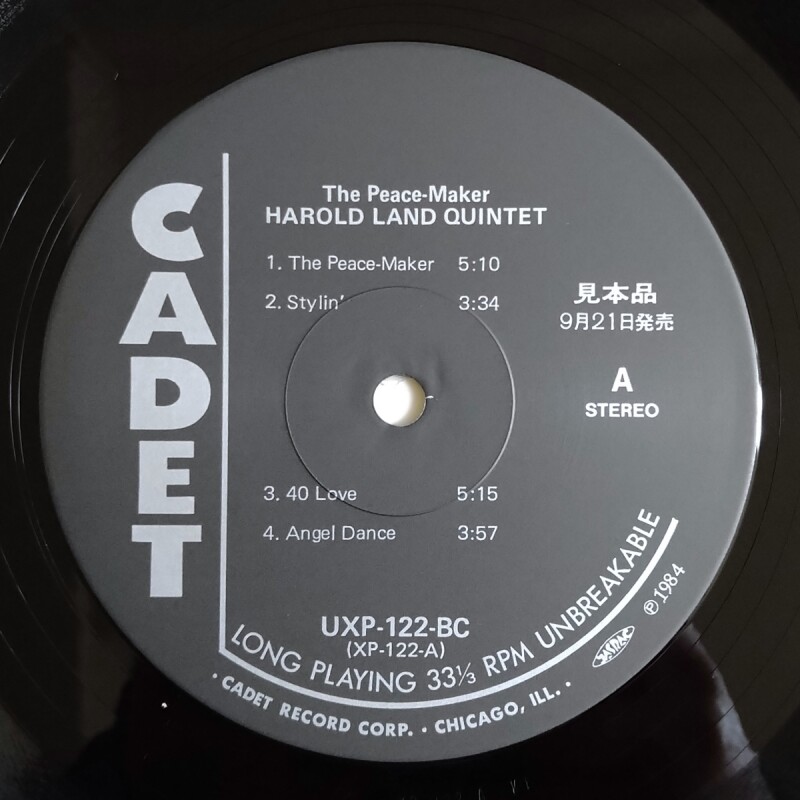 CADET
The Peace-Maker
HAROLD LAND QUINTET
1. The Peace-Maker 5:10
2. Stylin' 3:34
見本品
9月21日発売
A
STEREO
3. 40 Love 5:15
4. Angel Dance 3:57
UXP-122-BC
(XP-122-A)
LONG PLAYING 33⅓ RPM UNBREAKABLE
℗1984
JASRAC
· CADET RECORD CORP. · CHICAGO, ILL. ·